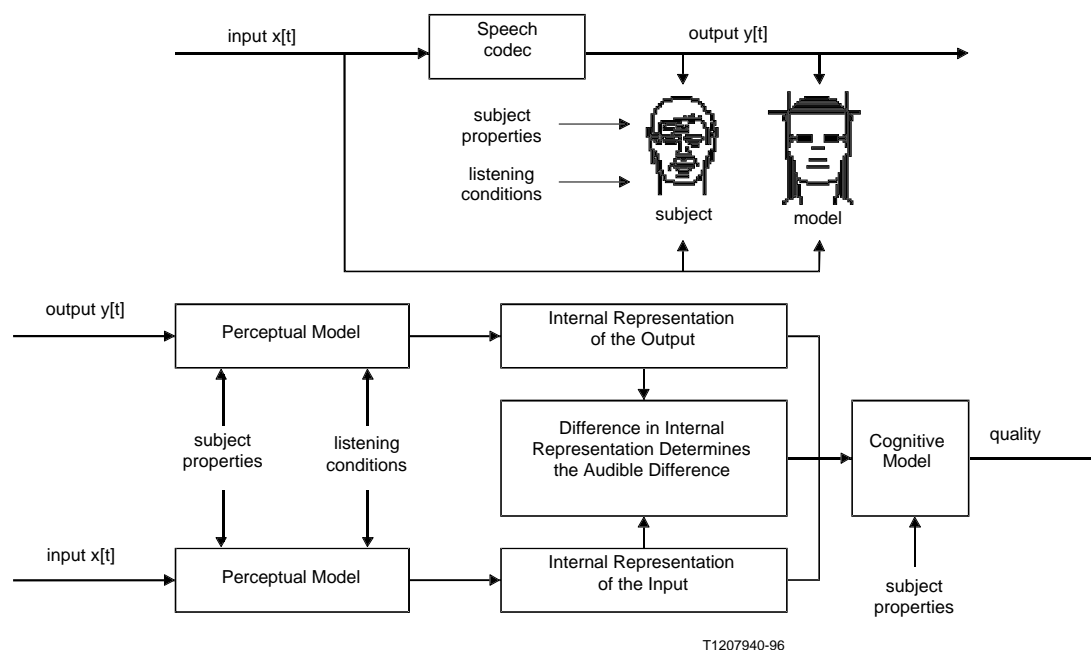 input x[t]
Speech
codec
output y[t]
subject
properties
listening
conditions
subject
model
output y[t]
Perceptual Model
Internal Representation
of the Output
subject
properties
listening
conditions
Difference in Internal
Representation Determines
the Audible Difference
Cognitive
Model
quality
input x[t]
Perceptual Model
Internal Representation
of the Input
subject
properties
T1207940-96